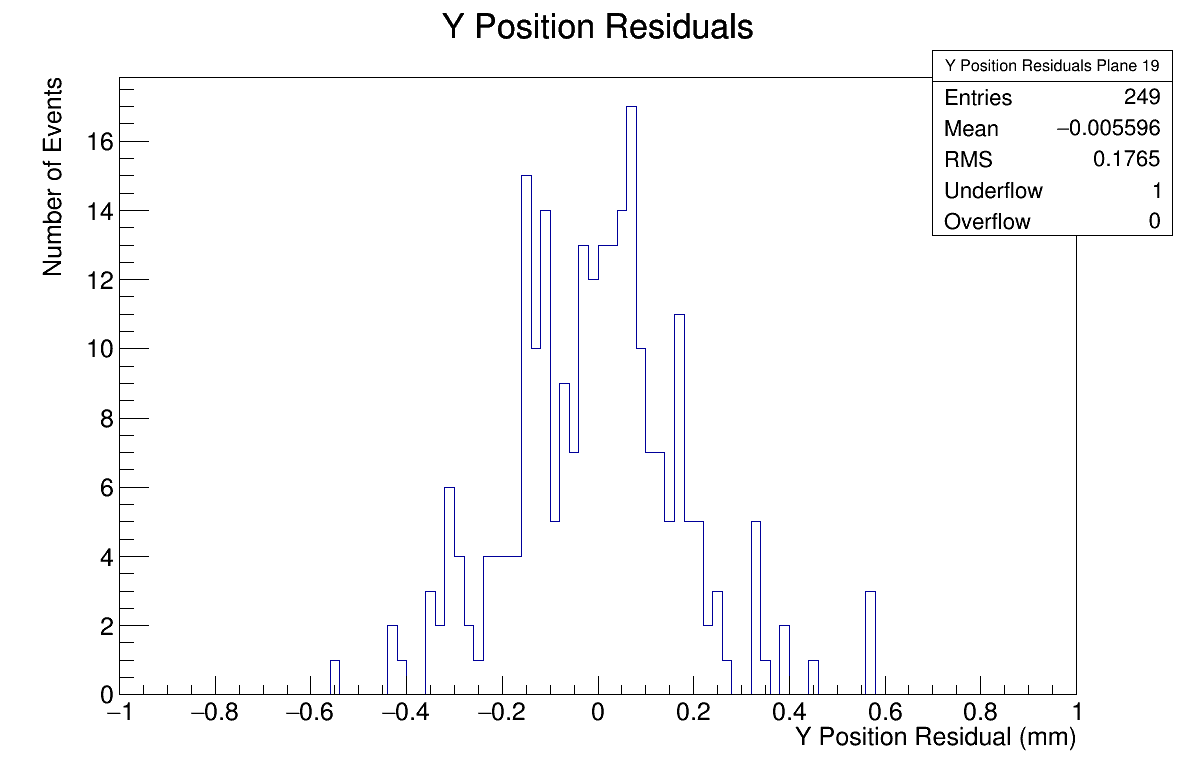 Y Position Residuals
Y Position Residuals Plane 19
Entries 249
Mean −0.005596
RMS 0.1765
Underflow 1
Overflow 0
Number of Events
16
14
12
10
8
6
4
2
0
−1 −0.8 −0.6 −0.4 −0.2 0 0.2 0.4 0.6 0.8 1
Y Position Residual (mm)